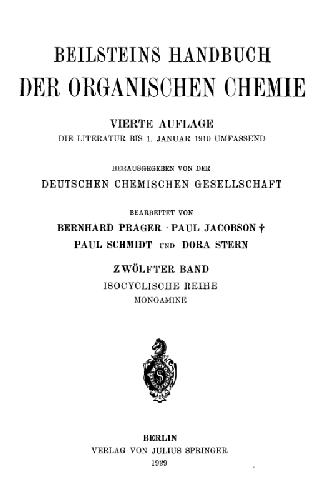 BEILSTEINS HANDBUCH
DER ORGANISCHEN CHEMIE
VIERTE AUFLAGE
DIE LITERATUR BIS 1. JANUAR 1910 UMFASSEND
HERAUSGEGEBEN VON DER
DEUTSCHEN CHEMISCHEN GESELLSCHAFT
BEARBEITET VON
BERNHARD PRAGER · PAUL JACOBSON †
PAUL SCHMIDT UND DORA STERN
ZWÖLFTER BAND
ISOCYCLISCHE REIHE
MONOAMINE
BERLIN
VERLAG VON JULIUS SPRINGER
1929